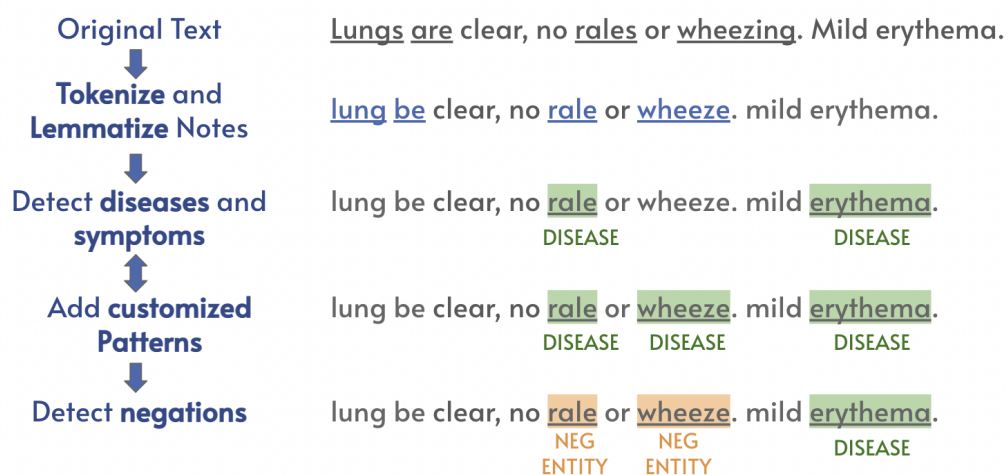 Original Text
Lungs are clear, no rales or wheezing. Mild erythema.
Tokenize and
Lemmatize Notes
lung be clear, no rale or wheeze. mild erythema.
Detect diseases and
symptoms
lung be clear, no rale or wheeze. mild erythema.
DISEASE
DISEASE
Add customized
Patterns
lung be clear, no rale or wheeze. mild erythema.
DISEASE
DISEASE
DISEASE
Detect negations
lung be clear, no rale or wheeze. mild erythema.
NEG
ENTITY
NEG
ENTITY
DISEASE